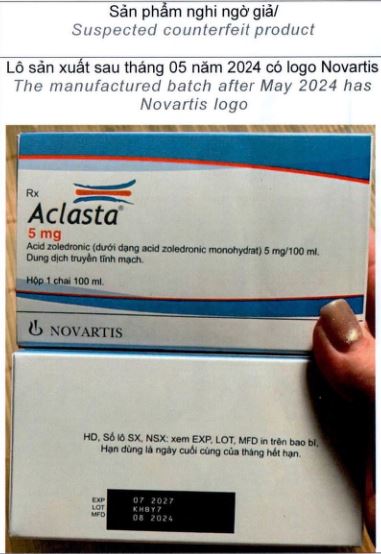 Sản phẩm nghi ngờ giả/
Suspected counterfeit product
Lô sản xuất sau tháng 05 năm 2024 có logo Novartis
The manufactured batch after May 2024 has
Novartis logo
Rx
Aclasta®
5 mg
Acid zoledronic (dưới dạng acid zoledronic monohydrat) 5 mg/100 ml.
Dung dịch truyền tĩnh mạch.
Hộp 1 chai 100 ml.
NOVARTIS
HD, Số lô SX, NSX: xem EXP, LOT, MFD in trên bao bì,
Hạn dùng là ngày cuối cùng của tháng hết hạn.
EXP 07 2027
LOT KH8Y7
MFD 08 2024